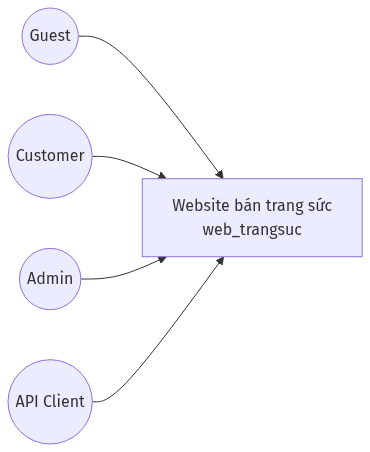 Guest
Customer
Website bán trang sức
web_trangsuc
Admin
API Client